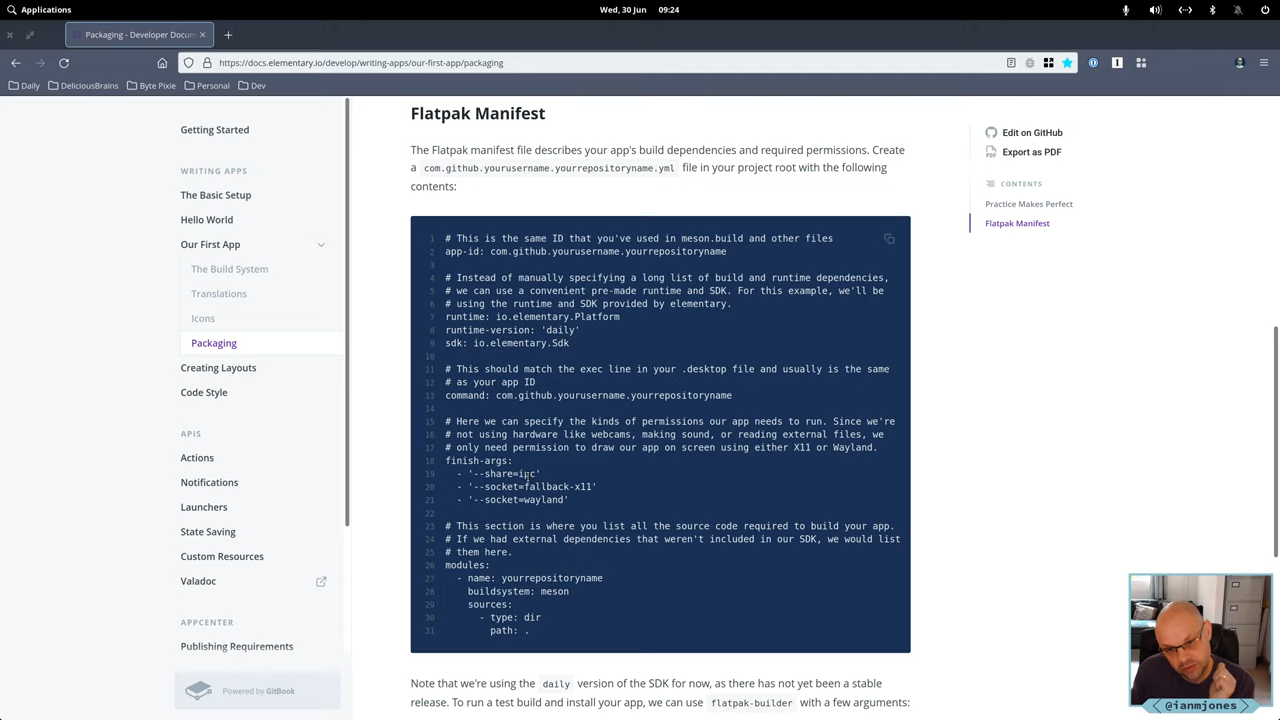 Applications
Wed, 30 Jun 09:24
Packaging - Developer Docum
https://docs.elementary.io/develop/writing-apps/our-first-app/packaging
Daily
DeliciousBrains
Byte Pixie
Personal
Dev
Getting Started
WRITING APPS
The Basic Setup
Hello World
Our First App
The Build System
Translations
Icons
Packaging
Creating Layouts
Code Style
APIS
Actions
Notifications
Launchers
State Saving
Custom Resources
Valadoc
APPCENTER
Publishing Requirements
Powered by GitBook
Flatpak Manifest
The Flatpak manifest file describes your app's build dependencies and required permissions. Create
a com.github.yourusername.yourrepositoryname.yml file in your project root with the following
contents:
1 # This is the same ID that you've used in meson.build and other files
2 app-id: com.github.yourusername.yourrepositoryname
3
4 # Instead of manually specifying a long list of build and runtime dependencies,
5 # we can use a convenient pre-made runtime and SDK. For this example, we'll be
6 # using the runtime and SDK provided by elementary.
7 runtime: io.elementary.Platform
8 runtime-version: 'daily'
9 sdk: io.elementary.Sdk
10
11 # This should match the exec line in your .desktop file and usually is the same
12 # as your app ID
13 command: com.github.yourusername.yourrepositoryname
14
15 # Here we can specify the kinds of permissions our app needs to run. Since we're
16 # not using hardware like webcams, making sound, or reading external files, we
17 # only need permission to draw our app on screen using either X11 or Wayland.
18 finish-args:
19 - '--share=ipc'
20 - '--socket=fallback-x11'
21 - '--socket=wayland'
22
23 # This section is where you list all the source code required to build your app.
24 # If we had external dependencies that weren't included in our SDK, we would list
25 # them here.
26 modules:
27 - name: yourrepositoryname
28 buildsystem: meson
29 sources:
30 - type: dir
31 path: .
Note that we're using the daily version of the SDK for now, as there has not yet been a stable
release. To run a test build and install your app, we can use flatpak-builder with a few arguments:
Edit on GitHub
PDF Export as PDF
CONTENTS
Practice Makes Perfect
Flatpak Manifest
@ianmjones